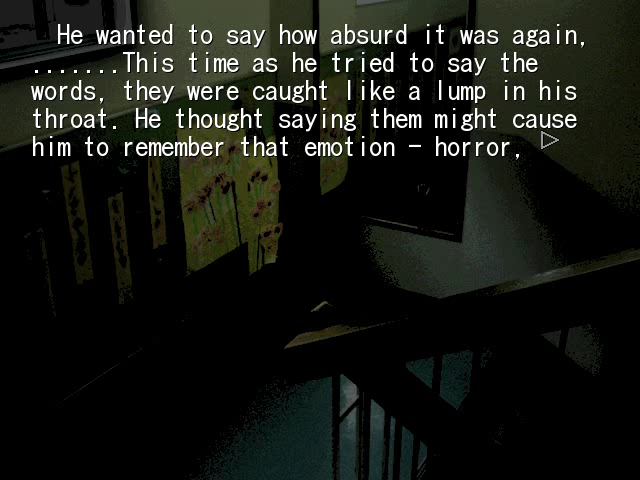 He wanted to say how absurd it was again,
.......This time as he tried to say the
words, they were caught like a lump in his
throat. He thought saying them might cause
him to remember that emotion - horror,